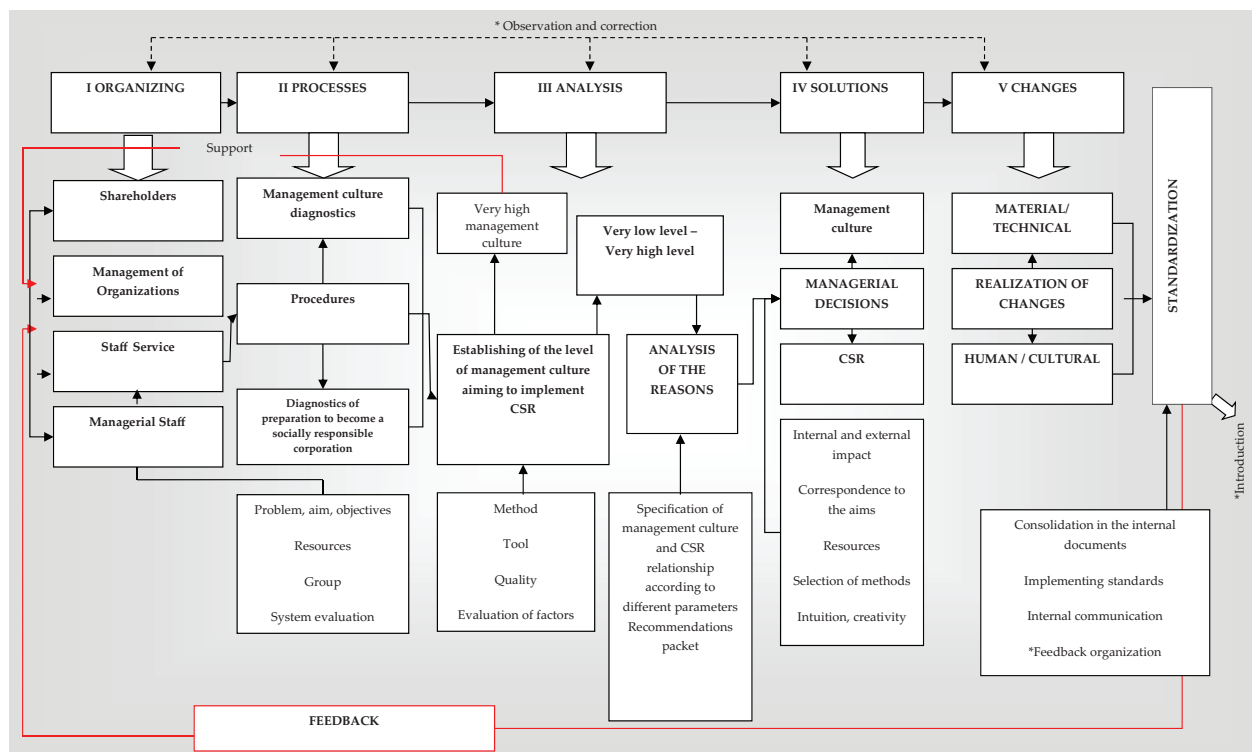 * Observation and correction
I ORGANIZING
II PROCESSES
III ANALYSIS
IV SOLUTIONS
V CHANGES
Support
Shareholders
Management of
Organizations
Staff Service
Managerial Staff
Management culture
diagnostics
Procedures
Diagnostics of
preparation to become a
socially responsible
corporation
Problem, aim, objectives
Resources
Group
System evaluation
Very high
management
culture
Very low level –
Very high level
Establishing of the level
of management culture
aiming to implement
CSR
ANALYSIS
OF THE
REASONS
Method
Tool
Quality
Evaluation of factors
Specification of
management culture
and CSR
relationship
according to
different parameters
Recommendations
packet
Management
culture
MANAGERIAL
DECISIONS
CSR
Internal and external
impact
Correspondence to
the aims
Resources
Selection of methods
Intuition, creativity
MATERIAL/
TECHNICAL
REALIZATION OF
CHANGES
HUMAN / CULTURAL
STANDARDIZATION
*Introduction
Consolidation in the internal
documents
Implementing standards
Internal communication
*Feedback organization
FEEDBACK